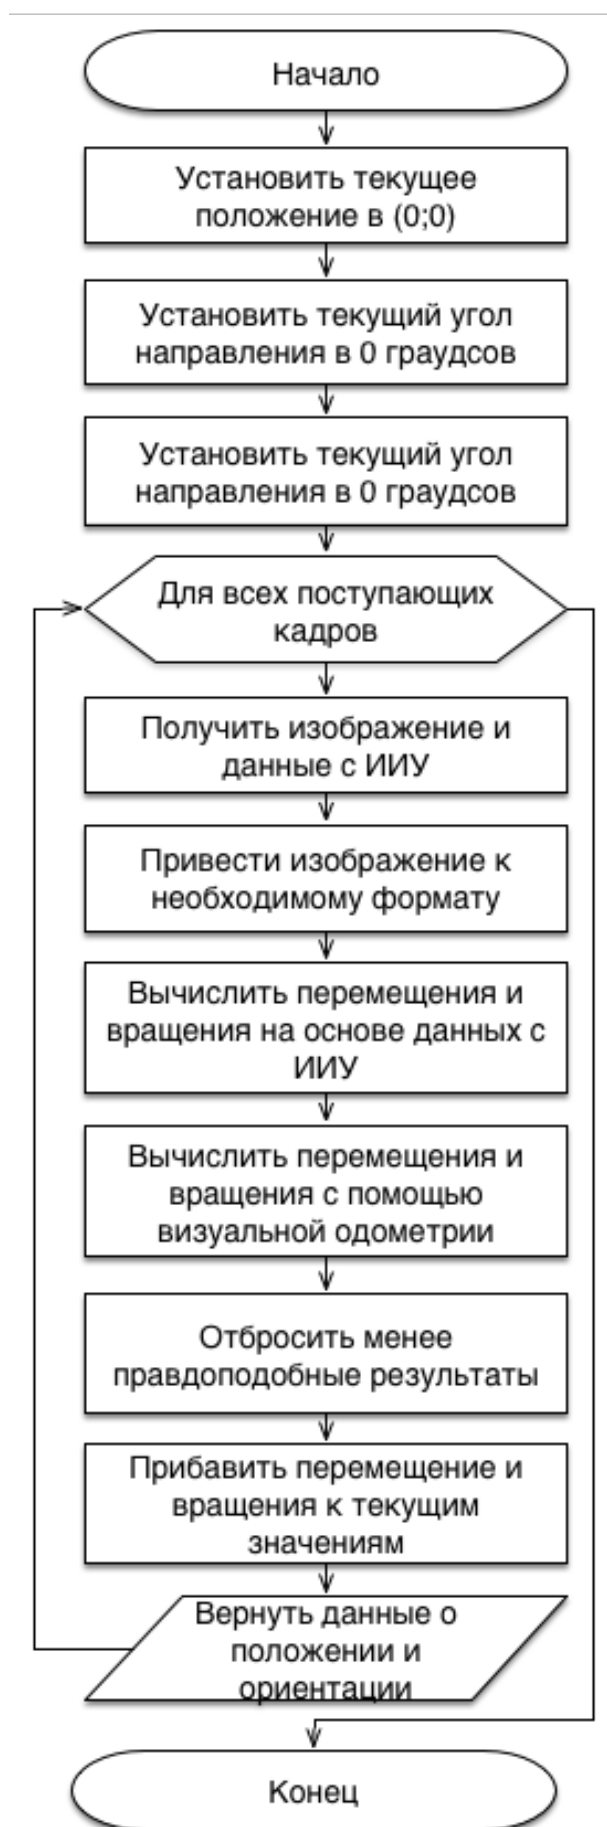 Начало
Установить текущее
положение в (0;0)
Установить текущий угол
направления в 0 граудсов
Установить текущий угол
направления в 0 граудсов
Для всех поступающих
кадров
Получить изображение и
данные с ИИУ
Привести изображение к
необходимому формату
Вычислить перемещения и
вращения на основе данных с
ИИУ
Вычислить перемещения и
вращения с помощью
визуальной одометрии
Отбросить менее
правдоподобные результаты
Прибавить перемещение и
вращения к текущим
значениям
Вернуть данные о
положении и
ориентации
Конец